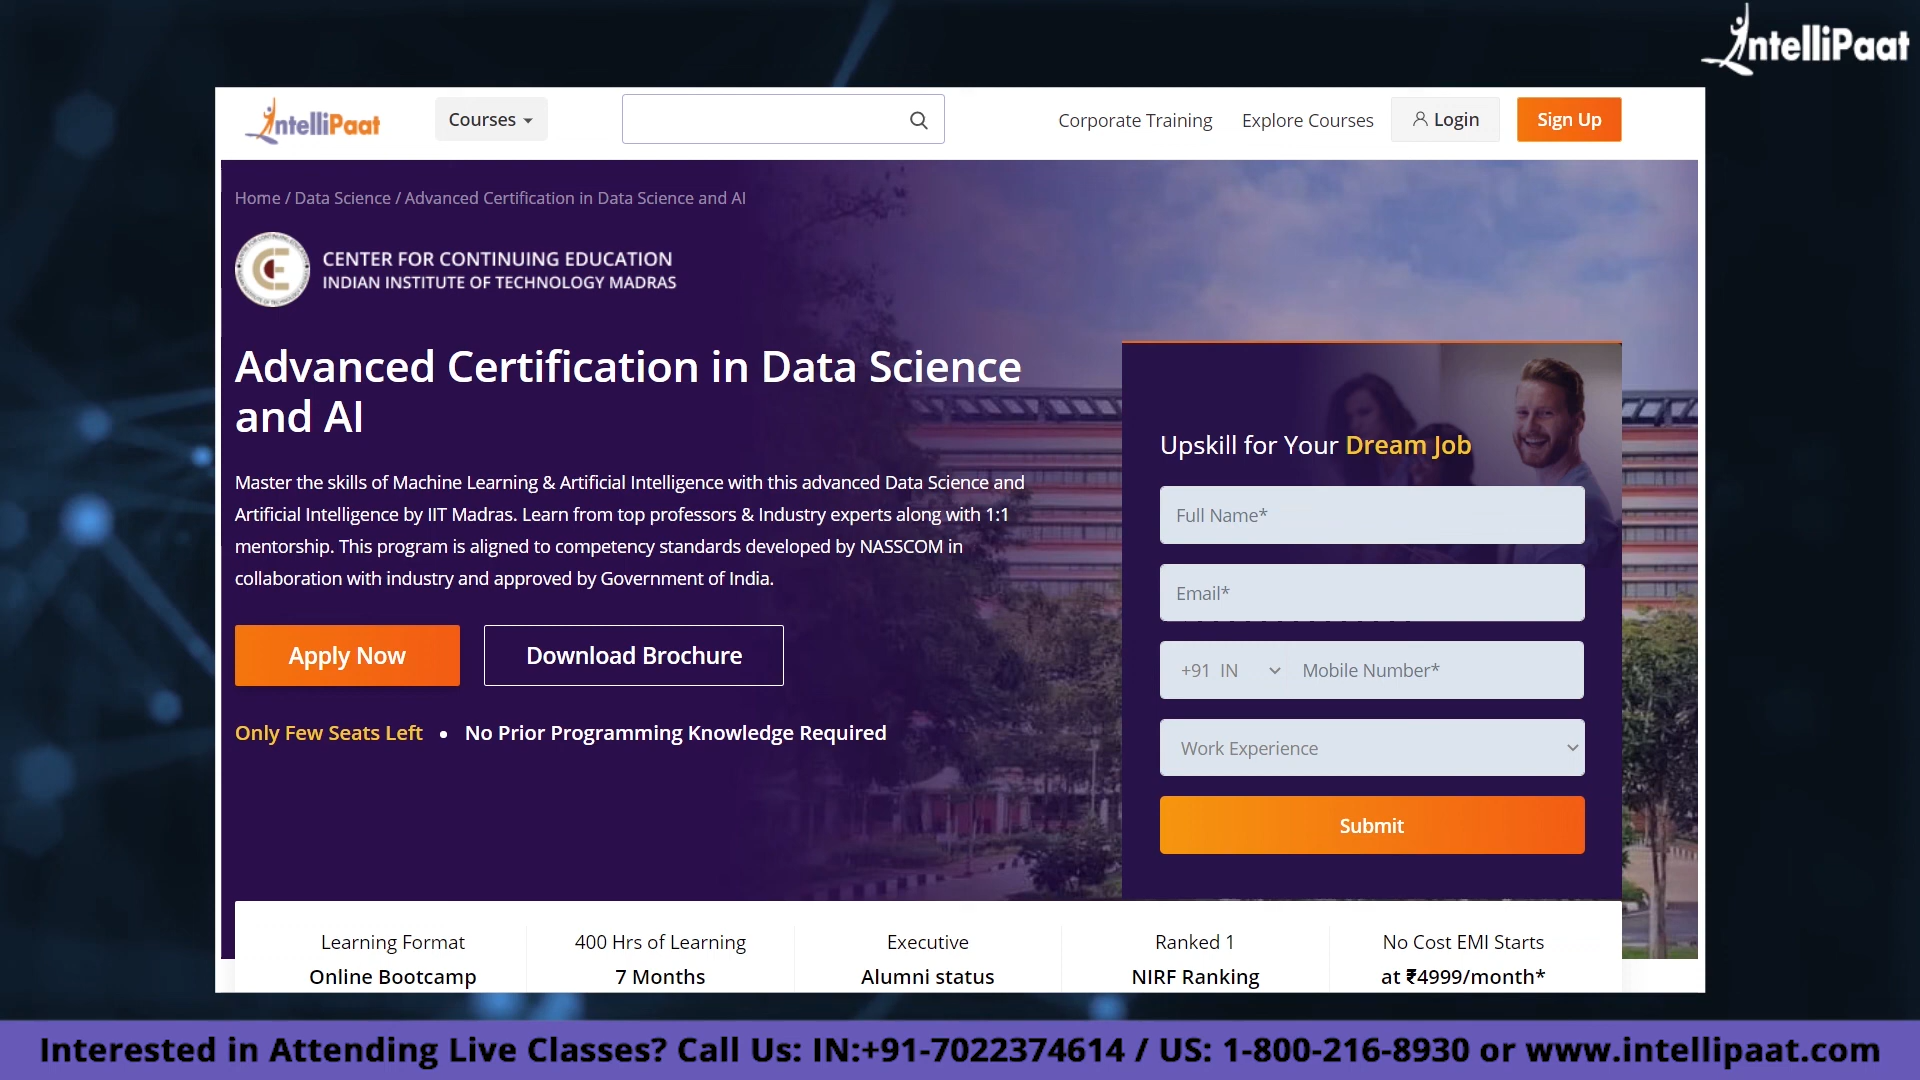 IntelliPaat
IntelliPaat
Courses
Corporate Training
Explore Courses
Login
Sign Up
Home / Data Science / Advanced Certification in Data Science and AI
CENTER FOR CONTINUING EDUCATION
INDIAN INSTITUTE OF TECHNOLOGY MADRAS
Advanced Certification in Data Science
and AI
Master the skills of Machine Learning & Artificial Intelligence with this advanced Data Science and
Artificial Intelligence by IIT Madras. Learn from top professors & Industry experts along with 1:1
mentorship. This program is aligned to competency standards developed by NASSCOM in
collaboration with industry and approved by Government of India.
Apply Now
Download Brochure
Only Few Seats Left • No Prior Programming Knowledge Required
Upskill for Your Dream Job
Full Name*
Email*
+91 IN
Mobile Number*
Work Experience
Submit
Learning Format
Online Bootcamp
400 Hrs of Learning
7 Months
Executive
Alumni status
Ranked 1
NIRF Ranking
No Cost EMI Starts
at ₹4999/month*
Interested in Attending Live Classes? Call Us: IN:+91-7022374614 / US: 1-800-216-8930 or www.intellipaat.com